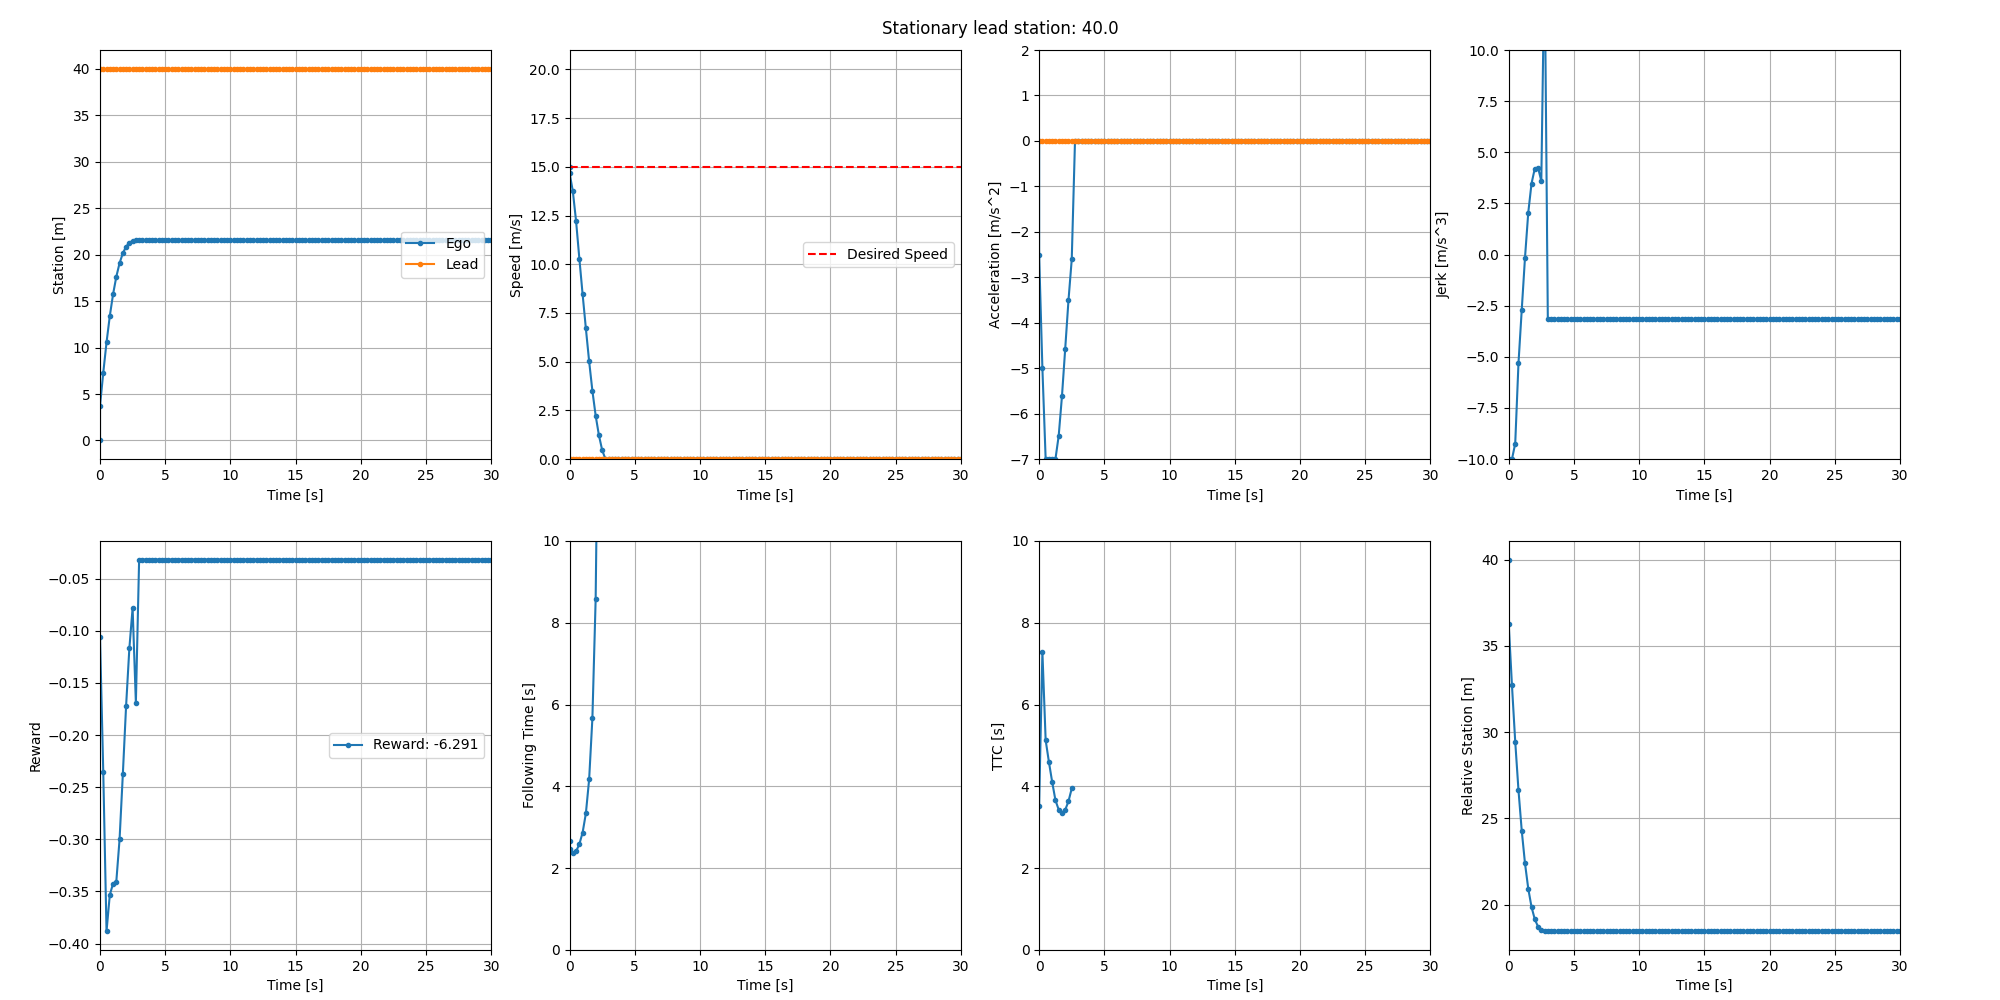 Stationary lead station: 40.0
Station [m]
40
35
30
25
20
15
10
5
0
Ego
Lead
0 5 10 15 20 25 30
Time [s]
Speed [m/s]
20.0
17.5
15.0
12.5
10.0
7.5
5.0
2.5
0.0
Desired Speed
0 5 10 15 20 25 30
Time [s]
Acceleration [m/s^2]
2
1
0
−1
−2
−3
−4
−5
−6
−7
0 5 10 15 20 25 30
Time [s]
Jerk [m/s^3]
10.0
7.5
5.0
2.5
0.0
−2.5
−5.0
−7.5
−10.0
0 5 10 15 20 25 30
Time [s]
Reward
−0.05
−0.10
−0.15
−0.20
−0.25
−0.30
−0.35
−0.40
Reward: -6.291
0 5 10 15 20 25 30
Time [s]
Following Time [s]
10
8
6
4
2
0
0 5 10 15 20 25 30
Time [s]
TTC [s]
10
8
6
4
2
0
0 5 10 15 20 25 30
Time [s]
Relative Station [m]
40
35
30
25
20
0 5 10 15 20 25 30
Time [s]